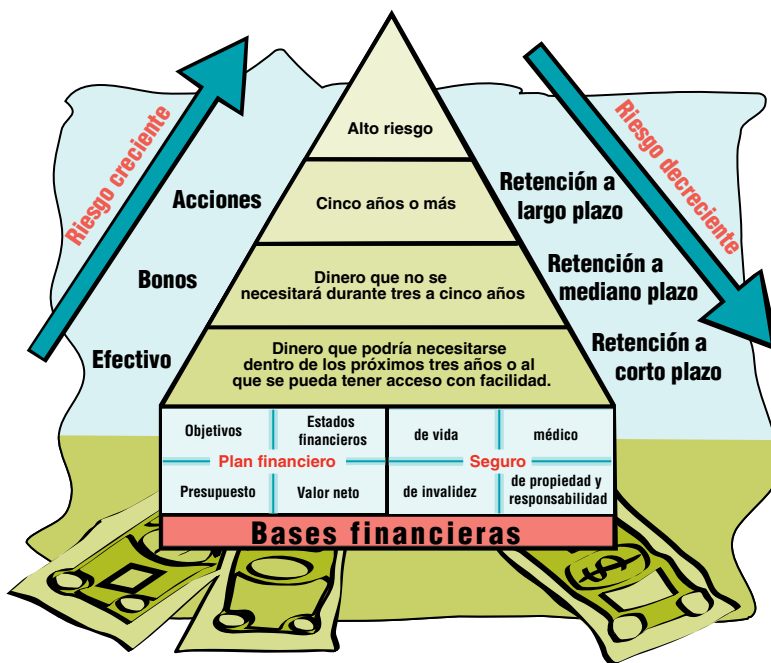 Riesgo creciente
Riesgo decreciente
Alto riesgo
Acciones
Cinco años o más
Retención a
largo plazo
Bonos
Dinero que no se
necesitará durante tres a cinco años
Retención a
mediano plazo
Efectivo
Dinero que podría necesitarse
dentro de los próximos tres años o al
que se pueda tener acceso con facilidad.
Retención a
corto plazo
Objetivos
Estados
financieros
Plan financiero
Presupuesto
Valor neto
de vida
médico
Seguro
de invalidez
de propiedad y
responsabilidad
Bases financieras
$